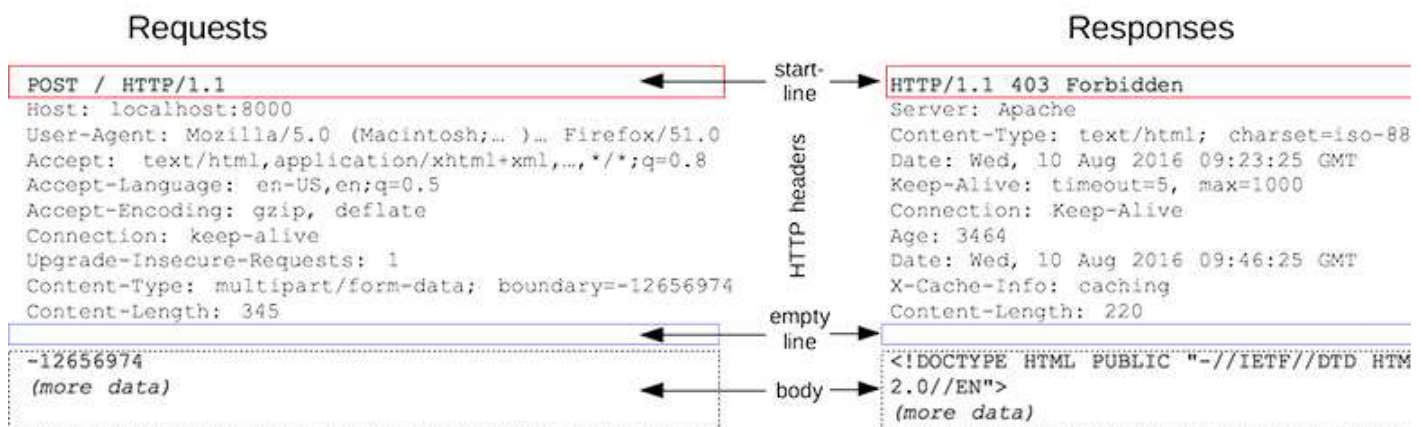 Requests
Responses
POST / HTTP/1.1
Host: localhost:8000
User-Agent: Mozilla/5.0 (Macintosh;… )… Firefox/51.0
Accept: text/html,application/xhtml+xml,…,*/*;q=0.8
Accept-Language: en-US,en;q=0.5
Accept-Encoding: gzip, deflate
Connection: keep-alive
Upgrade-Insecure-Requests: 1
Content-Type: multipart/form-data; boundary=-12656974
Content-Length: 345
-12656974
(more data)
start-
line
HTTP headers
empty
line
body
HTTP/1.1 403 Forbidden
Server: Apache
Content-Type: text/html; charset=iso-88
Date: Wed, 10 Aug 2016 09:23:25 GMT
Keep-Alive: timeout=5, max=1000
Connection: Keep-Alive
Age: 3464
Date: Wed, 10 Aug 2016 09:46:25 GMT
X-Cache-Info: caching
Content-Length: 220
<!DOCTYPE HTML PUBLIC "-//IETF//DTD HTM
2.0//EN">
(more data)